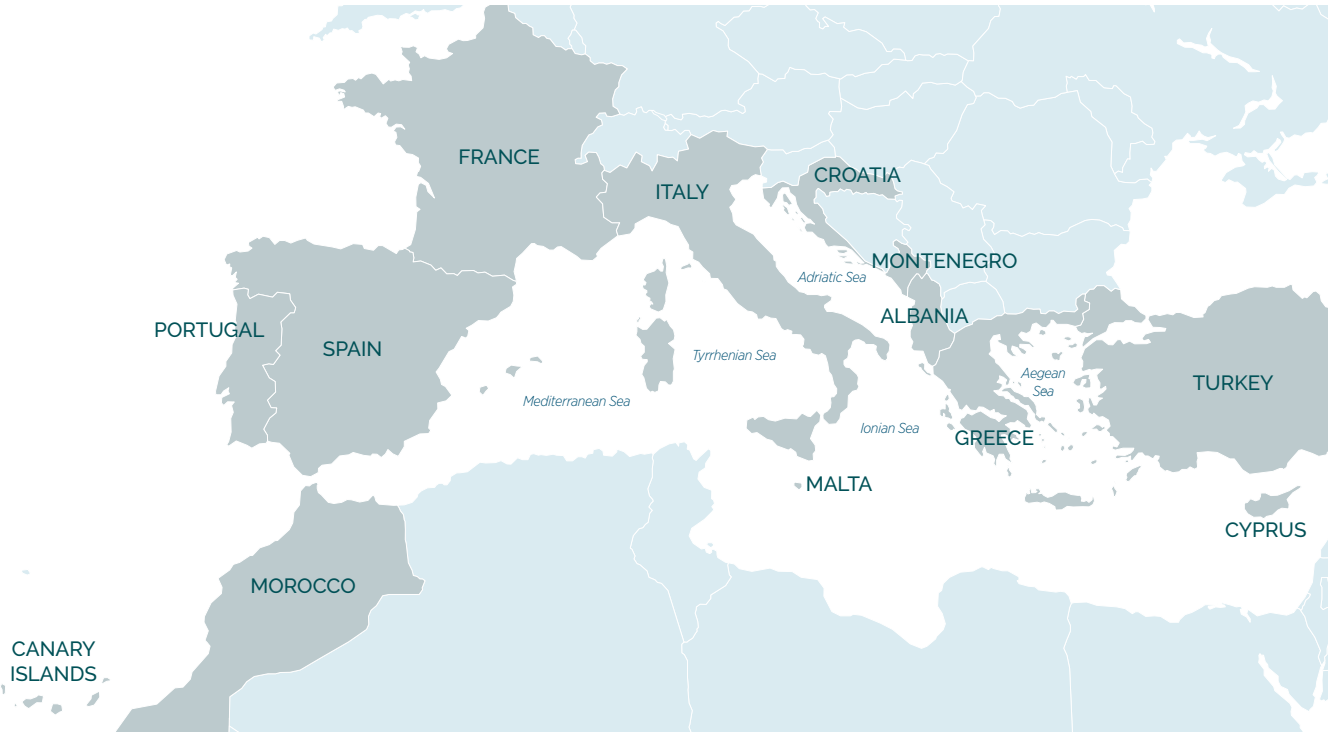 FRANCE
ITALY
CROATIA
MONTENEGRO
Adriatic Sea
ALBANIA
PORTUGAL
SPAIN
Tyrrhenian Sea
Aegean
Sea
TURKEY
Mediterranean Sea
Ionian Sea
GREECE
MALTA
CYPRUS
MOROCCO
CANARY
ISLANDS